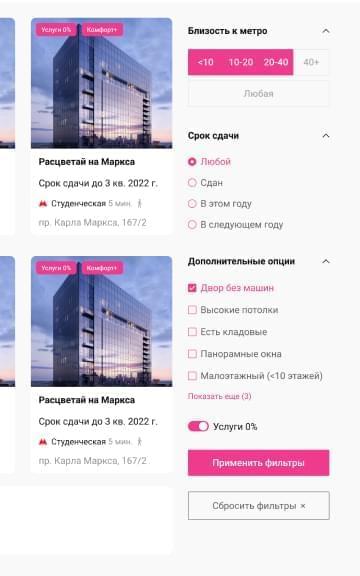 Услуги 0% Комфорт+
Расцветай на Маркса
Срок сдачи до 3 кв. 2022 г.
Студенческая 5 мин.
пр. Карла Маркса, 167/2
Услуги 0% Комфорт+
Расцветай на Маркса
Срок сдачи до 3 кв. 2022 г.
Студенческая 5 мин.
пр. Карла Маркса, 167/2
Близость к метро
<10 10-20 20-40 40+
Любая
Срок сдачи
Любой
Сдан
В этом году
В следующем году
Дополнительные опции
Двор без машин
Высокие потолки
Есть кладовые
Панорамные окна
Малоэтажный (<10 этажей)
Показать еще (3)
Услуги 0%
Применить фильтры
Сбросить фильтры ×